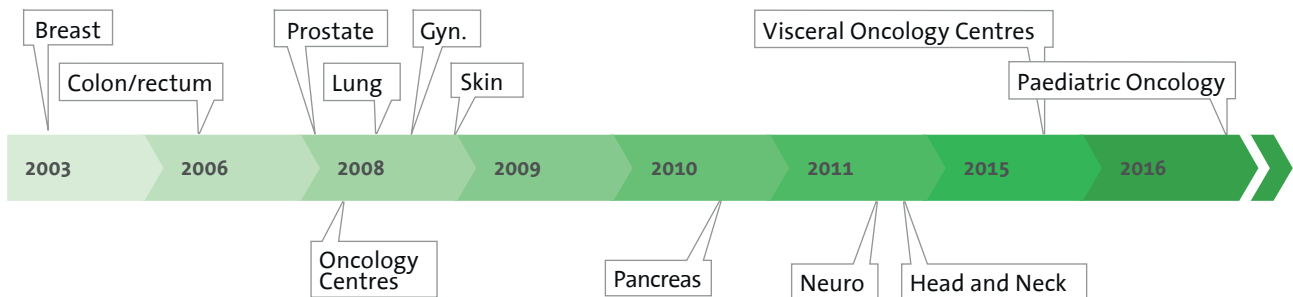 Breast
Prostate
Gyn.
Visceral Oncology Centres
Colon/rectum
Lung
Skin
Paediatric Oncology
2003
2006
2008
2009
2010
2011
2015
2016
Oncology
Centres
Pancreas
Neuro
Head and Neck